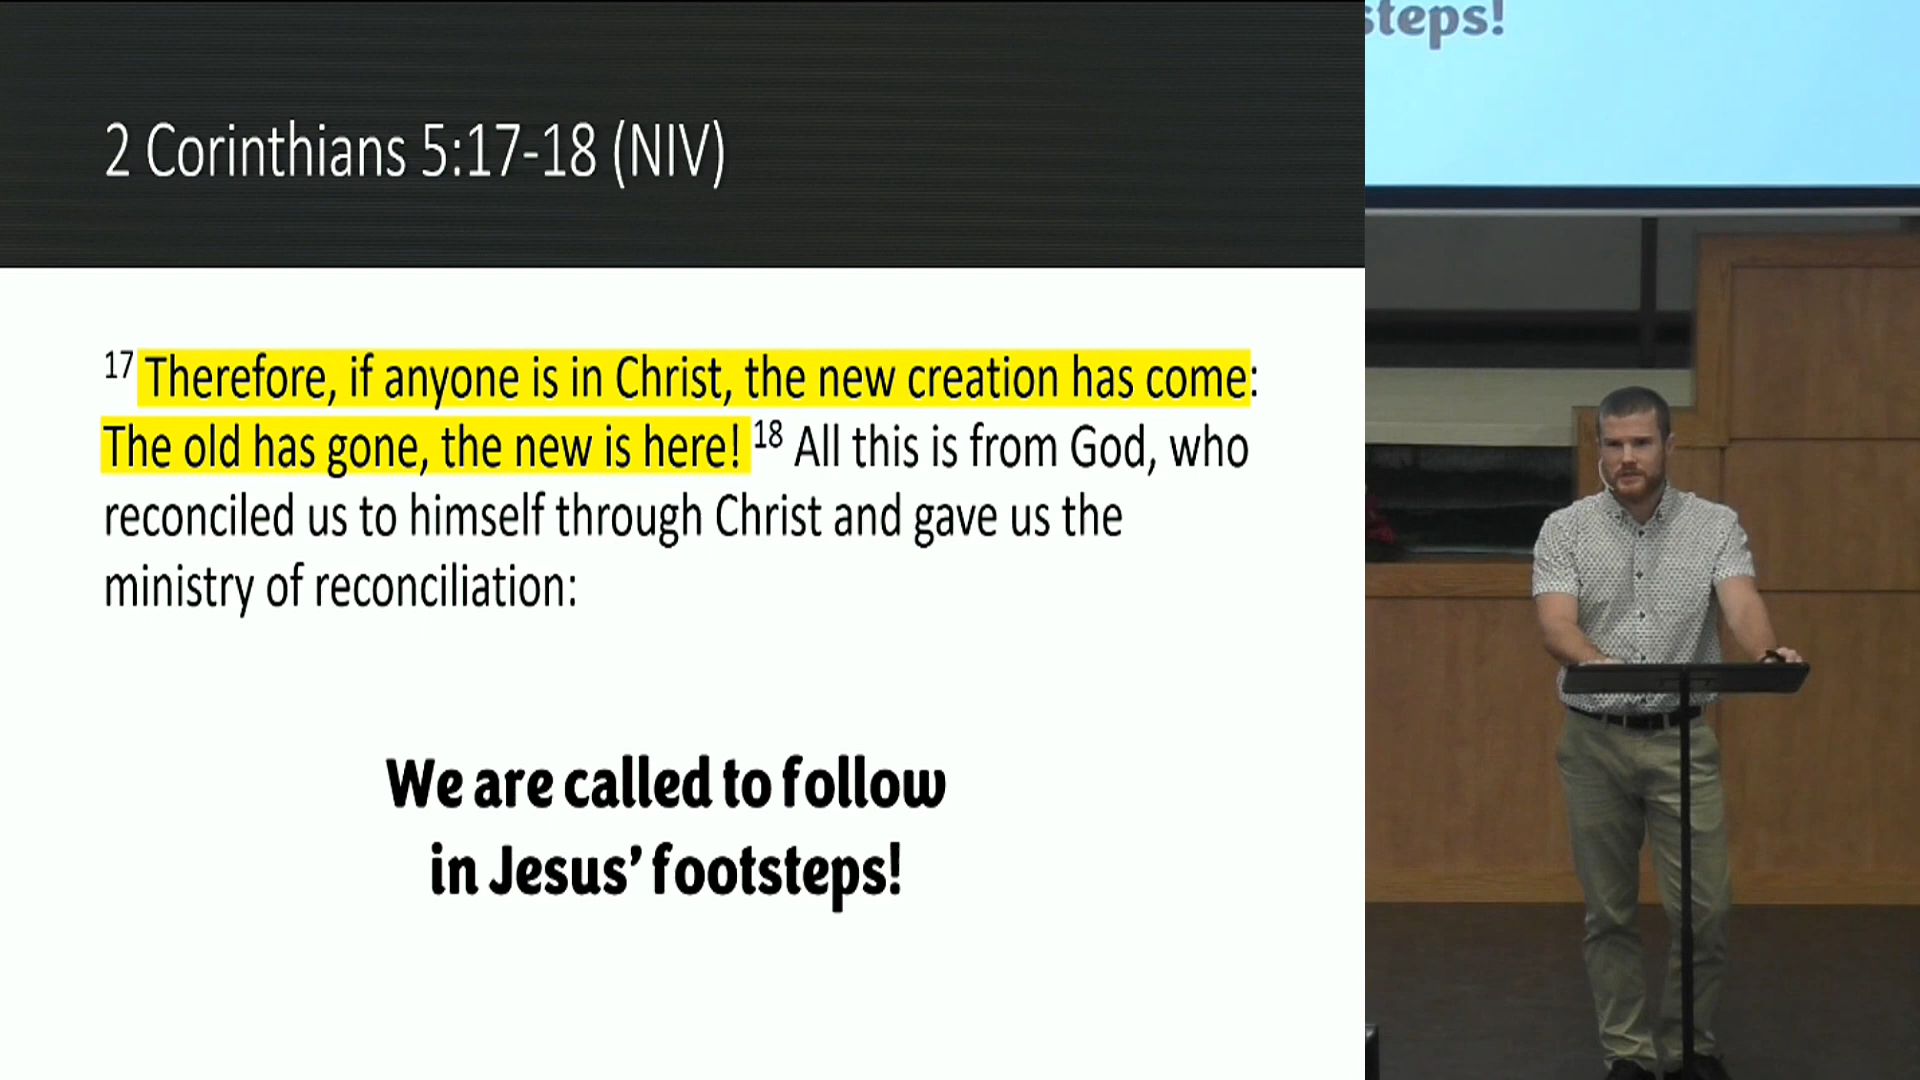 2 Corinthians 5:17-18 (NIV)
17 Therefore, if anyone is in Christ, the new creation has come:
The old has gone, the new is here! 18 All this is from God, who
reconciled us to himself through Christ and gave us the
ministry of reconciliation:
We are called to follow
in Jesus’ footsteps!
steps!